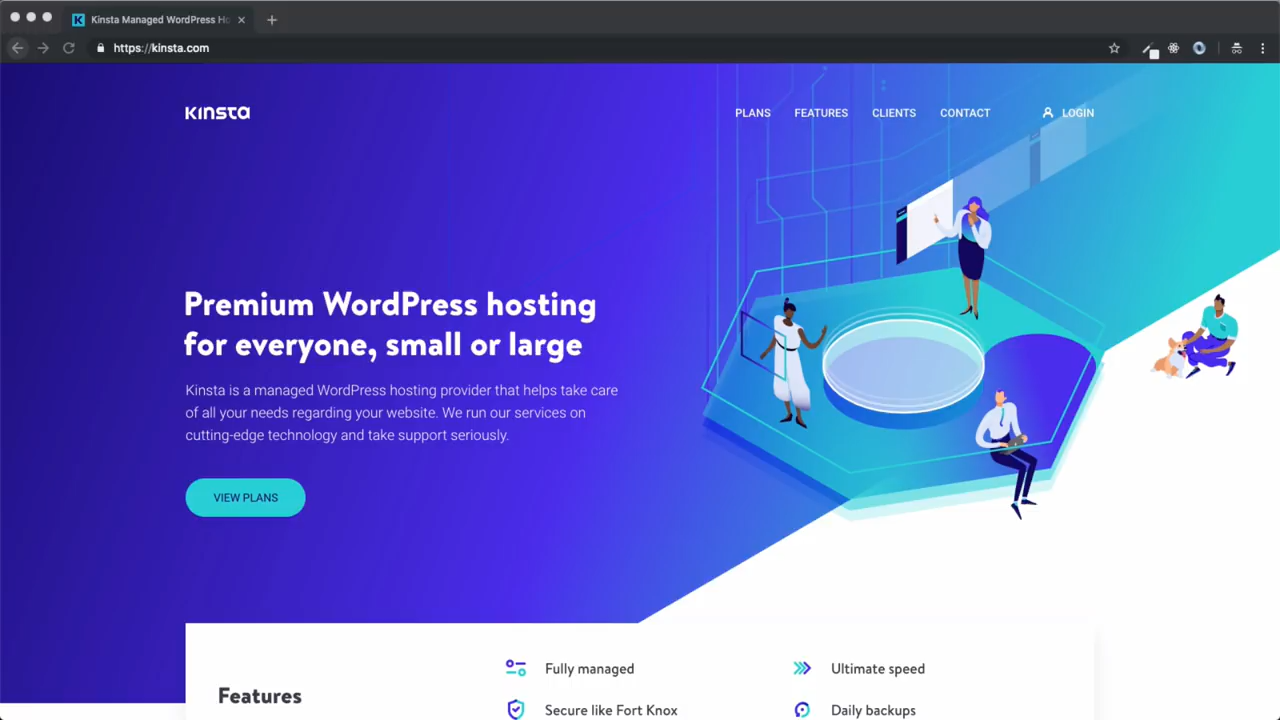 Kinsta Managed WordPress Ho
https://kinsta.com
KINSTA
PLANS FEATURES CLIENTS CONTACT LOGIN
Premium WordPress hosting
for everyone, small or large
Kinsta is a managed WordPress hosting provider that helps take care
of all your needs regarding your website. We run our services on
cutting-edge technology and take support seriously.
VIEW PLANS
Features
Fully managed
Ultimate speed
Secure like Fort Knox
Daily backups